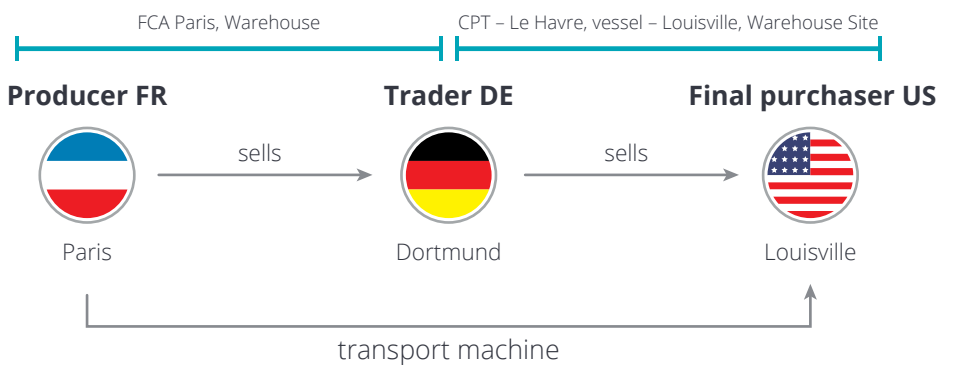 FCA Paris, Warehouse
CPT – Le Havre, vessel – Louisville, Warehouse Site
Producer FR
Trader DE
Final purchaser US
sells
sells
Paris
Dortmund
Louisville
transport machine